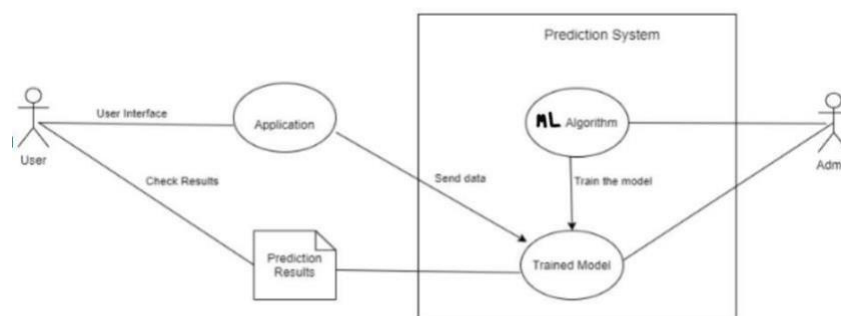 Prediction System
User Interface
Application
ML Algorithm
User
Adm
Check Results
Send data
Train the model
Prediction
Results
Trained Model